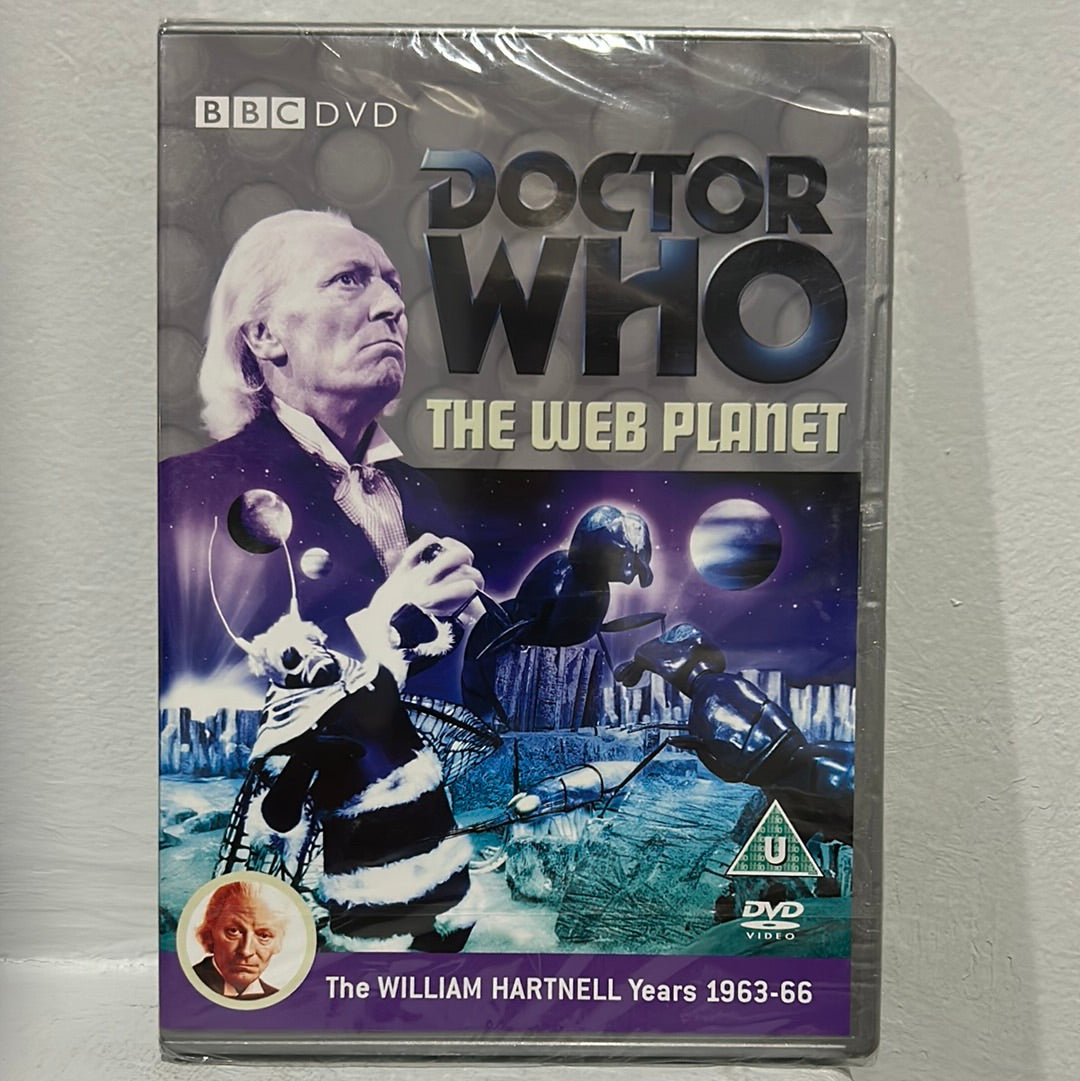 BBC DVD
DOCTOR
WHO
THE WEB PLANET
U
DVD
VIDEO
The WILLIAM HARTNELL Years 1963-66